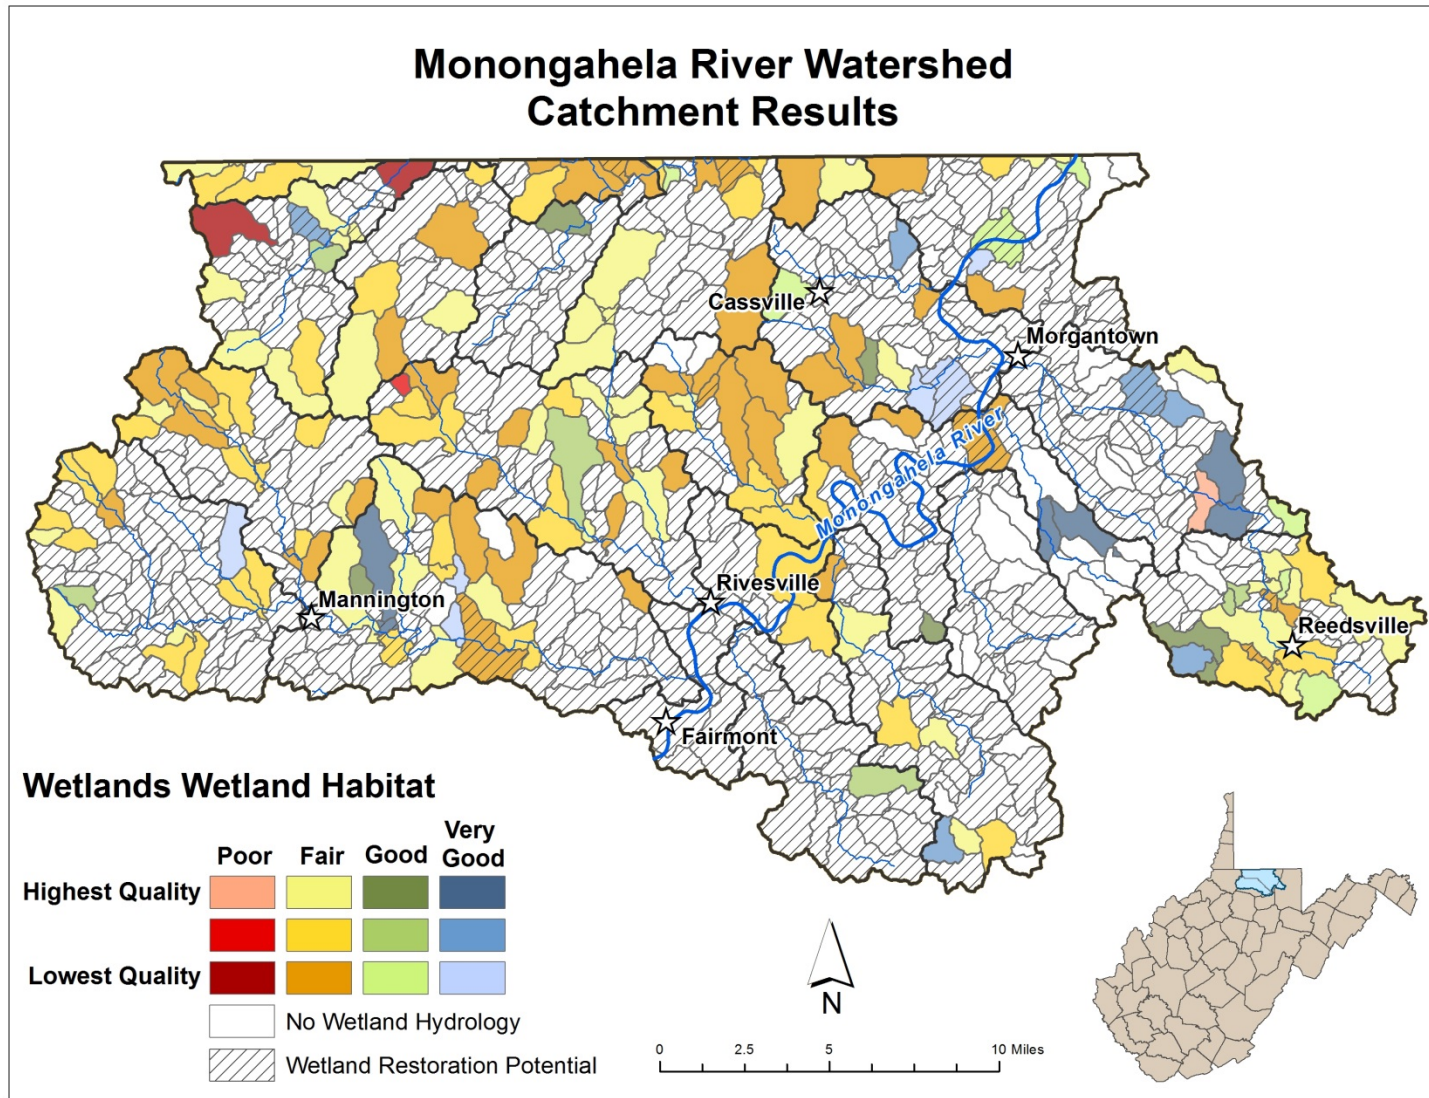 Monongahela River Watershed
Catchment Results
Cassville
Morgantown
Monongahela River
Rivesville
Mannington
Reedsville
Fairmont
Wetlands Wetland Habitat
Poor Fair Good Very Good
Highest Quality
Lowest Quality
No Wetland Hydrology
Wetland Restoration Potential
N
0 2.5 5 10 Miles